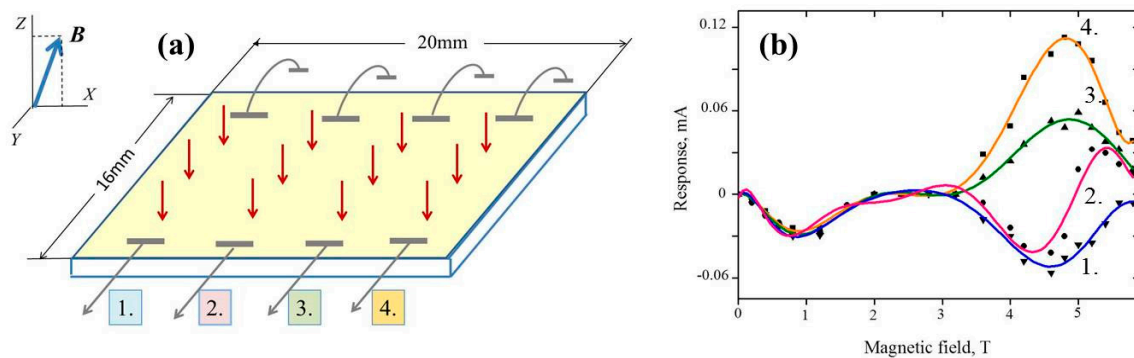 (a)
Z
B
X
Y
20mm
16mm
1.
2.
3.
4.
(b)
Response, mA
0.12
0.06
0
-0.06
4.
3.
2.
1.
0
1
2
3
4
5
Magnetic field, T